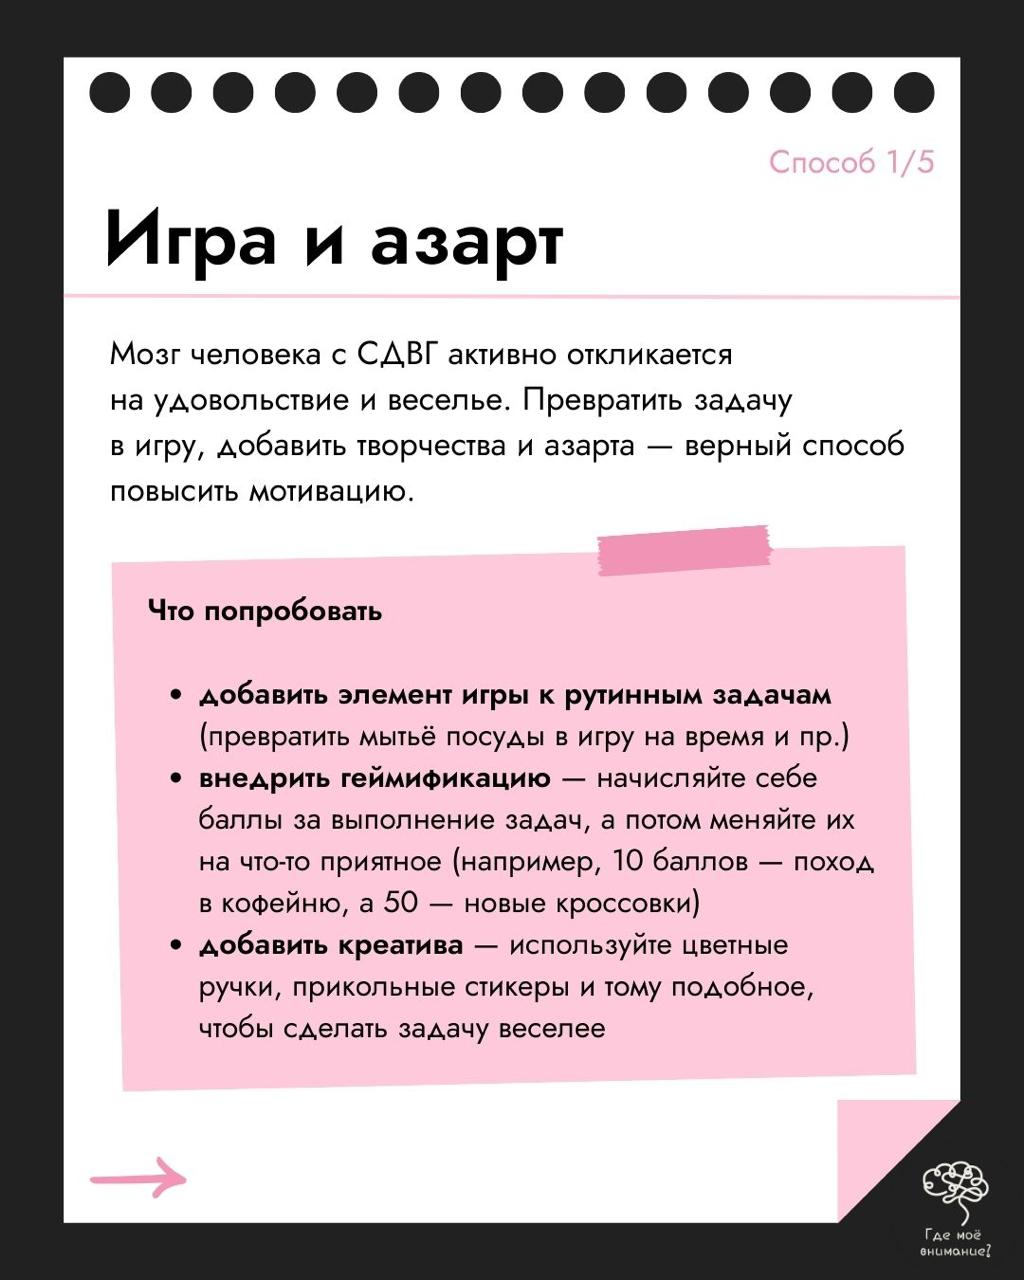 Способ 1/5
Игра и азарт
Мозг человека с СДВГ активно откликается
на удовольствие и веселье. Превратить задачу
в игру, добавить творчества и азарта — верный способ
повысить мотивацию.
Что попробовать
• добавить элемент игры к рутинным задачам
(превратить мытьё посуды в игру на время и пр.)
• внедрить геймификацию — начисляйте себе
баллы за выполнение задач, а потом меняйте их
на что-то приятное (например, 10 баллов — поход
в кофейню, а 50 — новые кроссовки)
• добавить креатива — используйте цветные
ручки, прикольные стикеры и тому подобное,
чтобы сделать задачу веселее
Где моё
внимание?